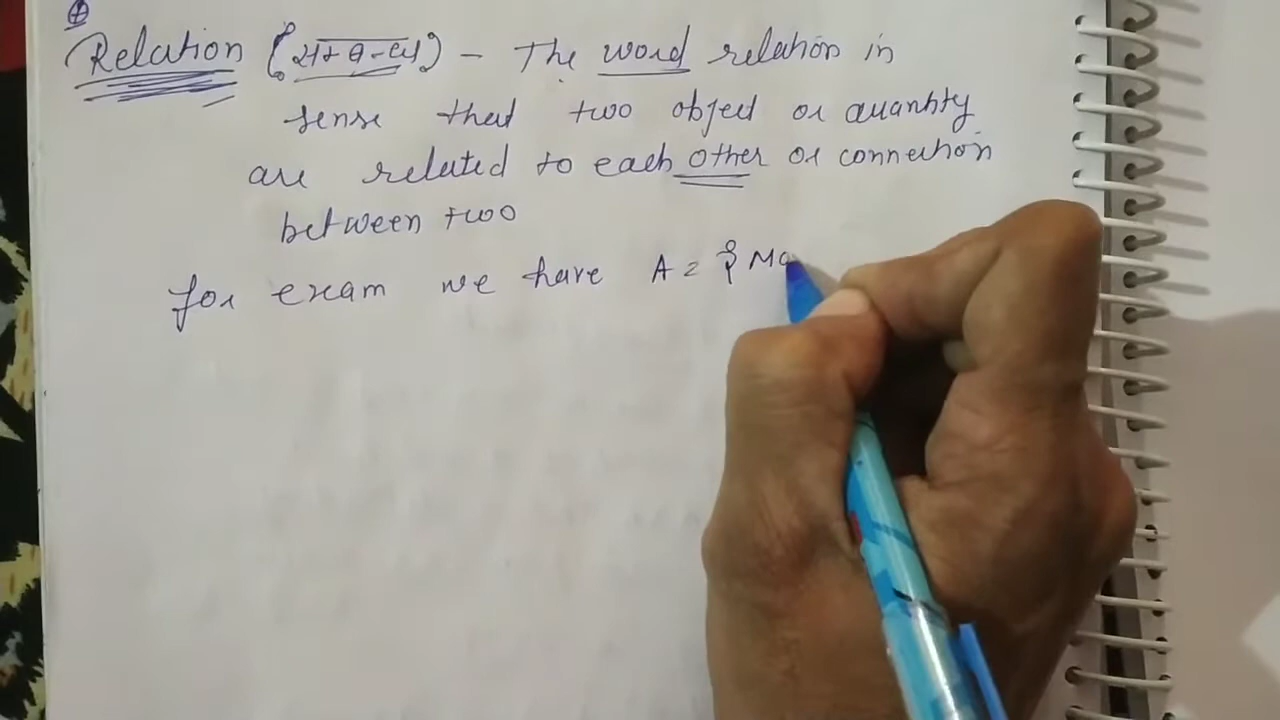 Relation {सम्बन्ध} - The word relation in
sense that two object or quantity
are related to each other or connection
between two
for exam we have A = { Ma